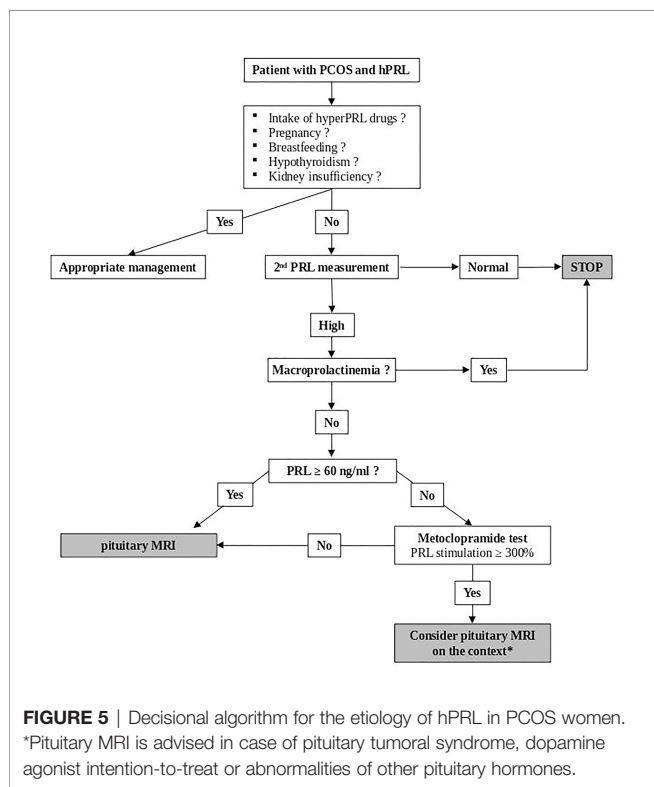 Patient with PCOS and hPRL
▪ Intake of hyperPRL drugs ?
▪ Pregnancy ?
▪ Breastfeeding ?
▪ Hypothyroidism ?
▪ Kidney insufficiency ?
Yes
No
Appropriate management
2nd PRL measurement
Normal
STOP
High
Macroprolactinemia ?
Yes
No
PRL ≥ 60 ng/ml ?
Yes
No
pituitary MRI
No
Metoclopramide test
PRL stimulation ≥ 300%
Yes
Consider pituitary MRI
on the context*
FIGURE 5 | Decisional algorithm for the etiology of hPRL in PCOS women.
*Pituitary MRI is advised in case of pituitary tumoral syndrome, dopamine
agonist intention-to-treat or abnormalities of other pituitary hormones.